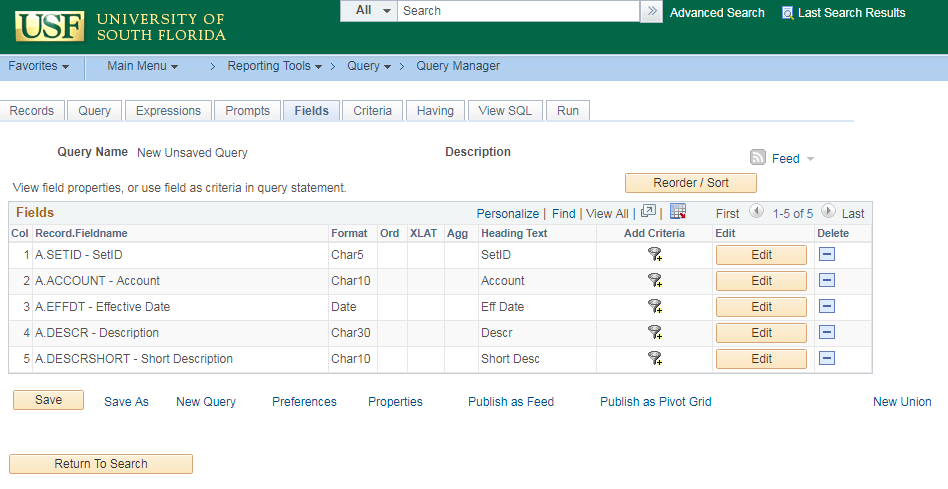 USF UNIVERSITY OF SOUTH FLORIDA
All Search Advanced Search Last Search Results
Favorites Main Menu > Reporting Tools > Query > Query Manager
Records Query Expressions Prompts Fields Criteria Having View SQL Run
Query Name New Unsaved Query Description
Feed
View field properties, or use field as criteria in query statement. Reorder / Sort
Fields Personalize | Find | View All | | First 1-5 of 5 Last
Col Record.Fieldname Format Ord XLAT Agg Heading Text Add Criteria Edit Delete
1 A.SETID - SetID Char5 SetID Edit
2 A.ACCOUNT - Account Char10 Account Edit
3 A.EFFDT - Effective Date Date Eff Date Edit
4 A.DESCR - Description Char30 Descr Edit
5 A.DESCRSHORT - Short Description Char10 Short Desc Edit
Save Save As New Query Preferences Properties Publish as Feed Publish as Pivot Grid New Union
Return To Search